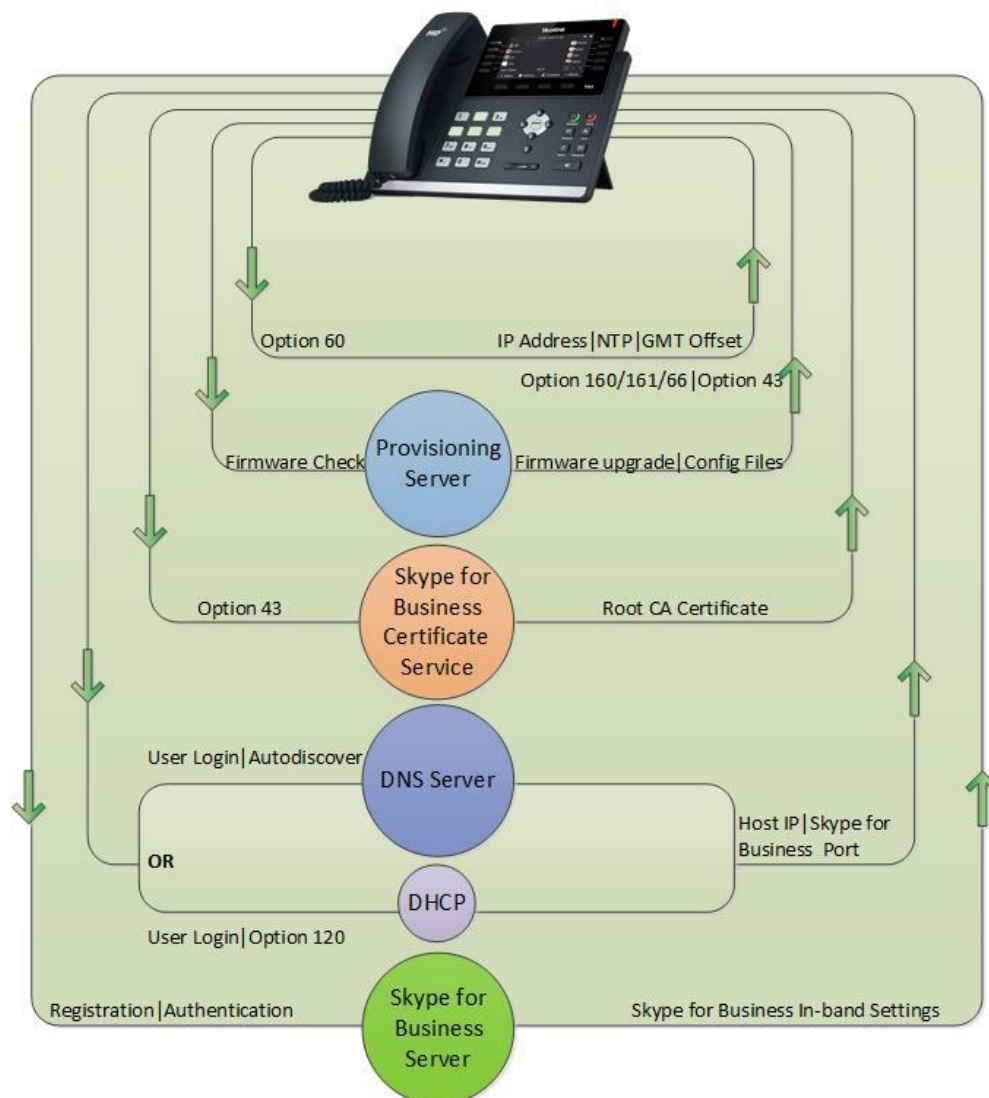 Yealink
Option 60
IP Address|NTP|GMT Offset
Option 160/161/66|Option 43
Provisioning
Server
Firmware Check
Firmware upgrade|Config Files
Skype for
Business
Certificate
Service
Option 43
Root CA Certificate
User Login|Autodiscover
DNS Server
Host IP|Skype for
Business Port
OR
DHCP
User Login|Option 120
Skype for
Business
Server
Registration|Authentication
Skype for Business In-band Settings